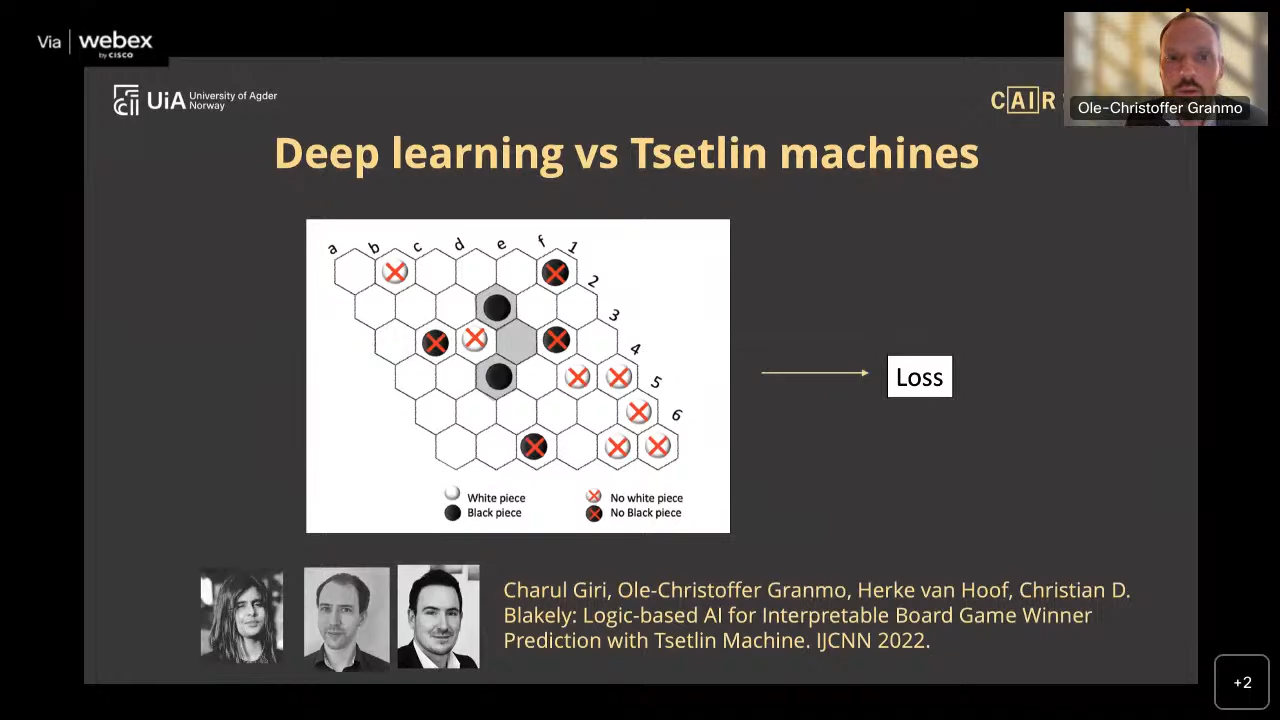 Via webex
by CISCO
UiA University of Agder
Norway
CAIR
Ole-Christoffer Granmo
Deep learning vs Tsetlin machines
a b c d e f 1
2
3
4
5
6
Loss
White piece No white piece
Black piece No Black piece
Charul Giri, Ole-Christoffer Granmo, Herke van Hoof, Christian D.
Blakely: Logic-based AI for Interpretable Board Game Winner
Prediction with Tsetlin Machine. IJCNN 2022.
+2